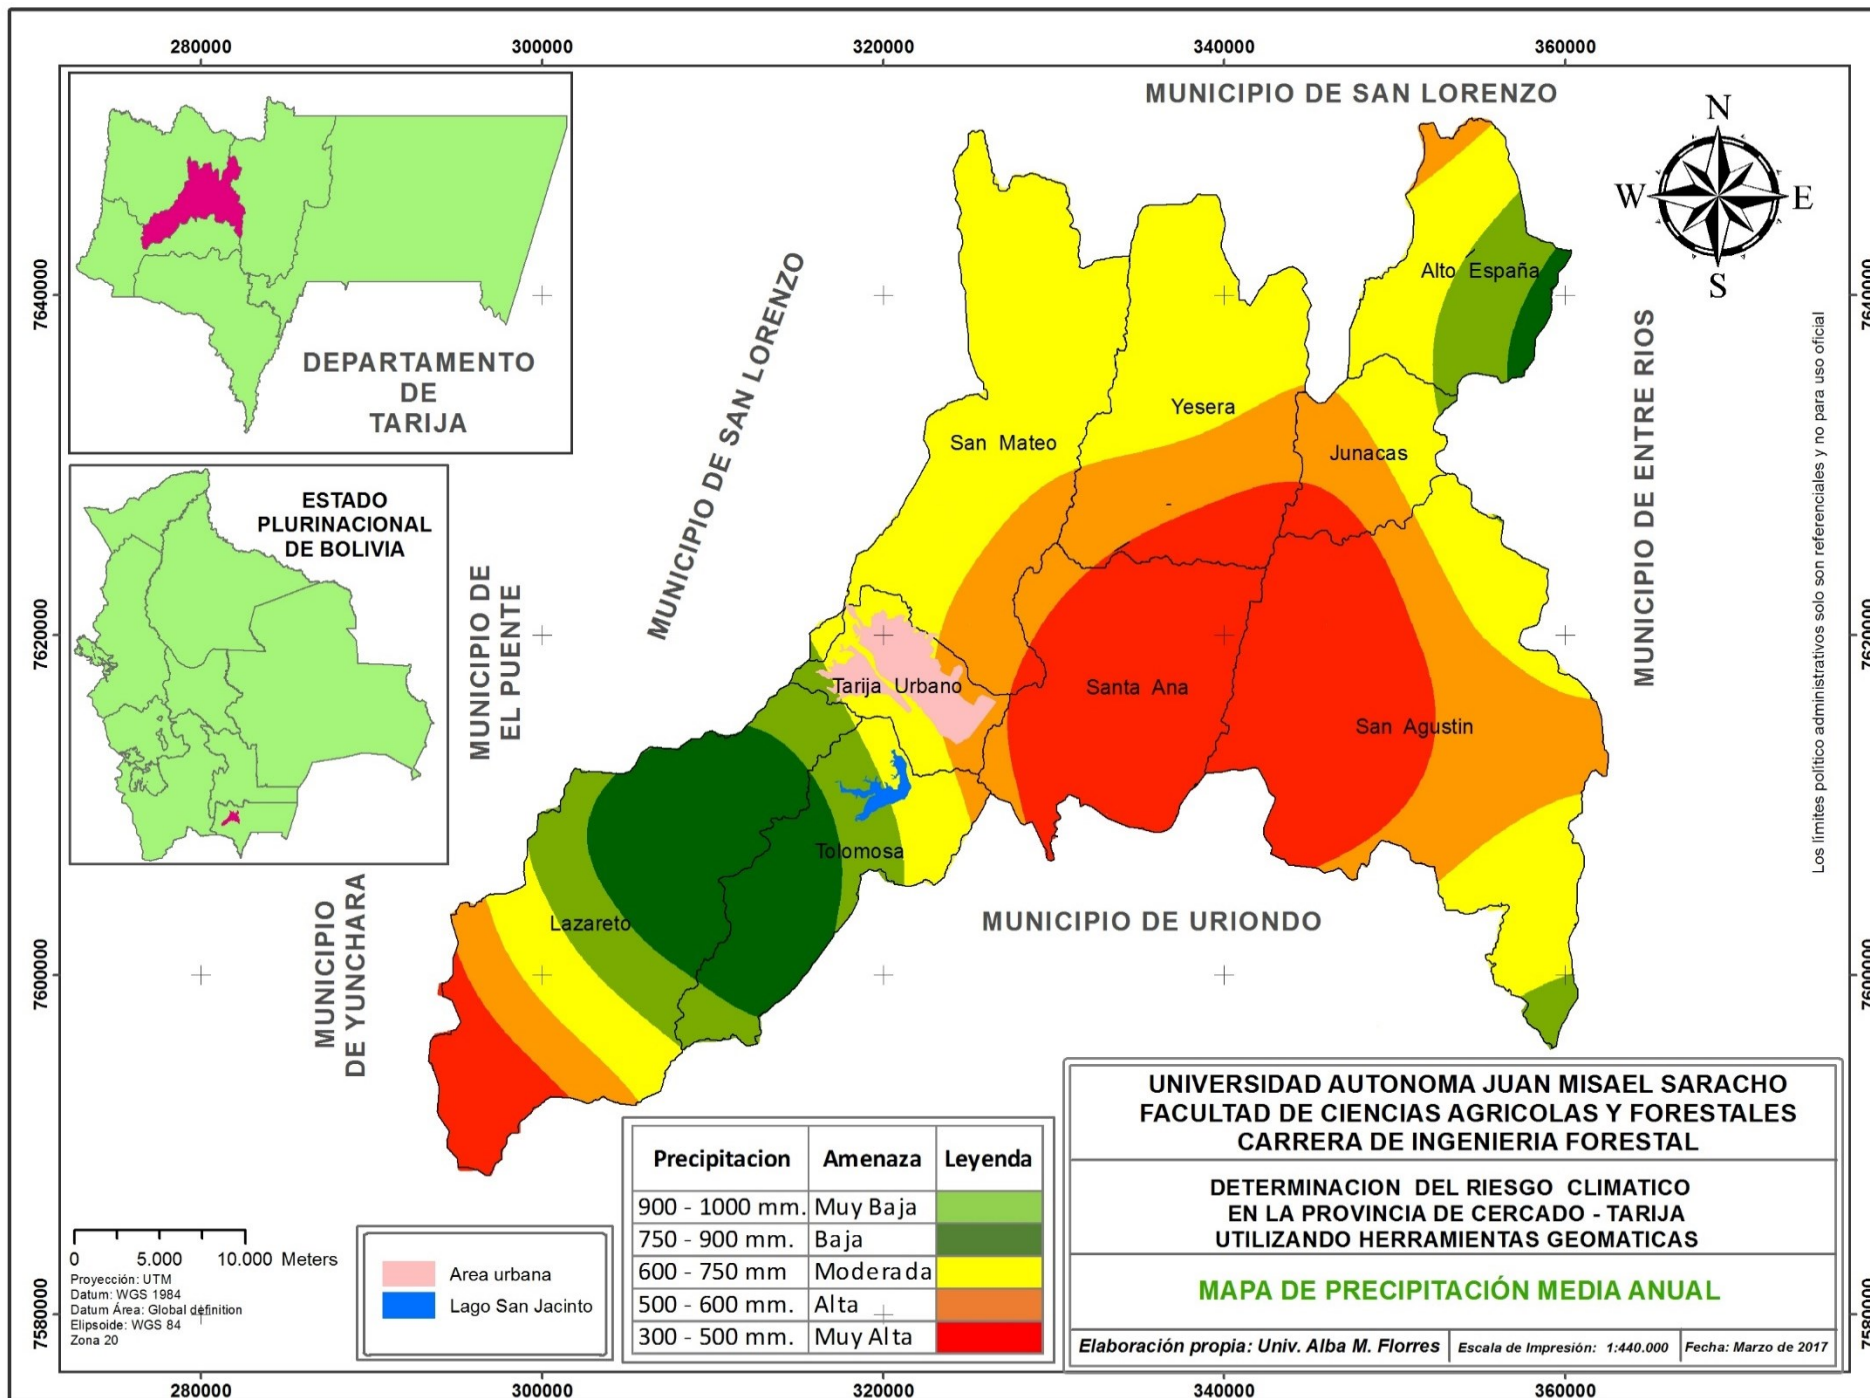 280000
300000
320000
340000
360000
MUNICIPIO DE SAN LORENZO
N
W
E
S
DEPARTAMENTO
DE
TARIJA
ESTADO
PLURINACIONAL
DE BOLIVIA
MUNICIPIO DE SAN LORENZO
MUNICIPIO DE
EL PUENTE
MUNICIPIO
DE YUNCHARA
MUNICIPIO DE ENTRE RIOS
MUNICIPIO DE URIONDO
Los límites político administrativos solo son referenciales y no para uso oficial
7640000
7620000
7600000
7580000
7640000
7620000
7600000
7580000
Alto España
Yesera
San Mateo
Junacas
Tarija Urbano
Santa Ana
San Agustin
Tolomosa
Lazareto
0 5.000 10.000 Meters
Proyección: UTM
Datum: WGS 1984
Datum Área: Global definition
Elipsoide: WGS 84
Zona 20
Area urbana
Lago San Jacinto
Precipitacion Amenaza Leyenda
900 - 1000 mm. Muy Baja
750 - 900 mm. Baja
600 - 750 mm Moderada
500 - 600 mm. Alta
300 - 500 mm. Muy Alta
UNIVERSIDAD AUTONOMA JUAN MISAEL SARACHO
FACULTAD DE CIENCIAS AGRICOLAS Y FORESTALES
CARRERA DE INGENIERIA FORESTAL
DETERMINACION DEL RIESGO CLIMATICO
EN LA PROVINCIA DE CERCADO - TARIJA
UTILIZANDO HERRAMIENTAS GEOMATICAS
MAPA DE PRECIPITACIÓN MEDIA ANUAL
Elaboración propia: Univ. Alba M. Florres Escala de Impresión: 1:440.000 Fecha: Marzo de 2017
280000
300000
320000
340000
360000